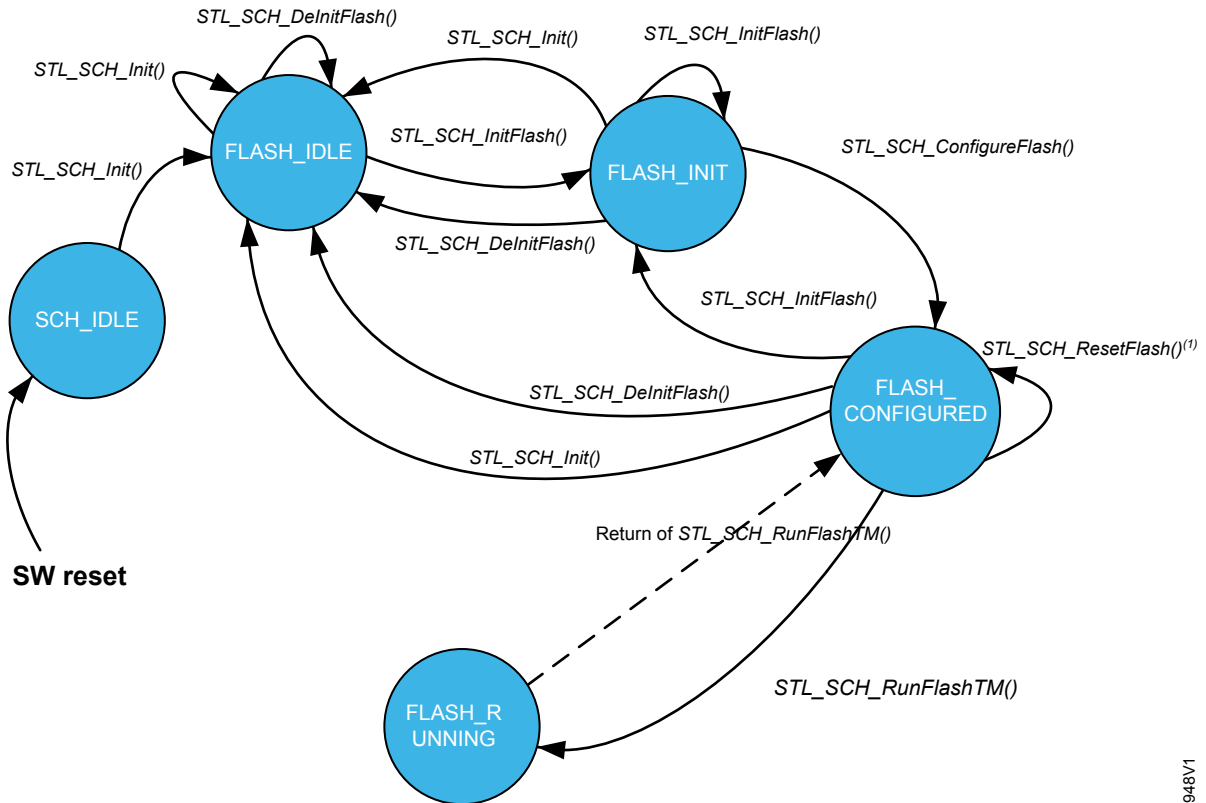 STL_SCH_DeInitFlash()
STL_SCH_Init()
STL_SCH_InitFlash()
STL_SCH_Init()
STL_SCH_InitFlash()
STL_SCH_ConfigureFlash()
FLASH_IDLE
FLASH_INIT
STL_SCH_Init()
STL_SCH_DeInitFlash()
STL_SCH_InitFlash()
SCH_IDLE
STL_SCH_ResetFlash()(1)
FLASH_
CONFIGURED
STL_SCH_DeInitFlash()
STL_SCH_Init()
Return of STL_SCH_RunFlashTM()
SW reset
STL_SCH_RunFlashTM()
FLASH_R
UNNING
948V1